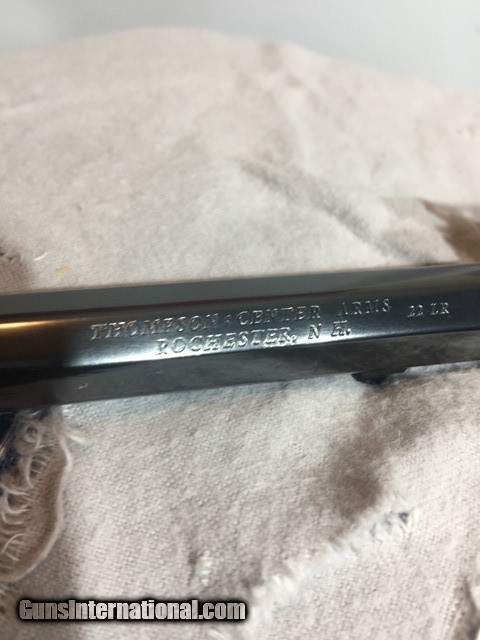 THOMPSON·CENTER ARMS 22 LR
ROCHESTER, N.H.
GunsInternational.com